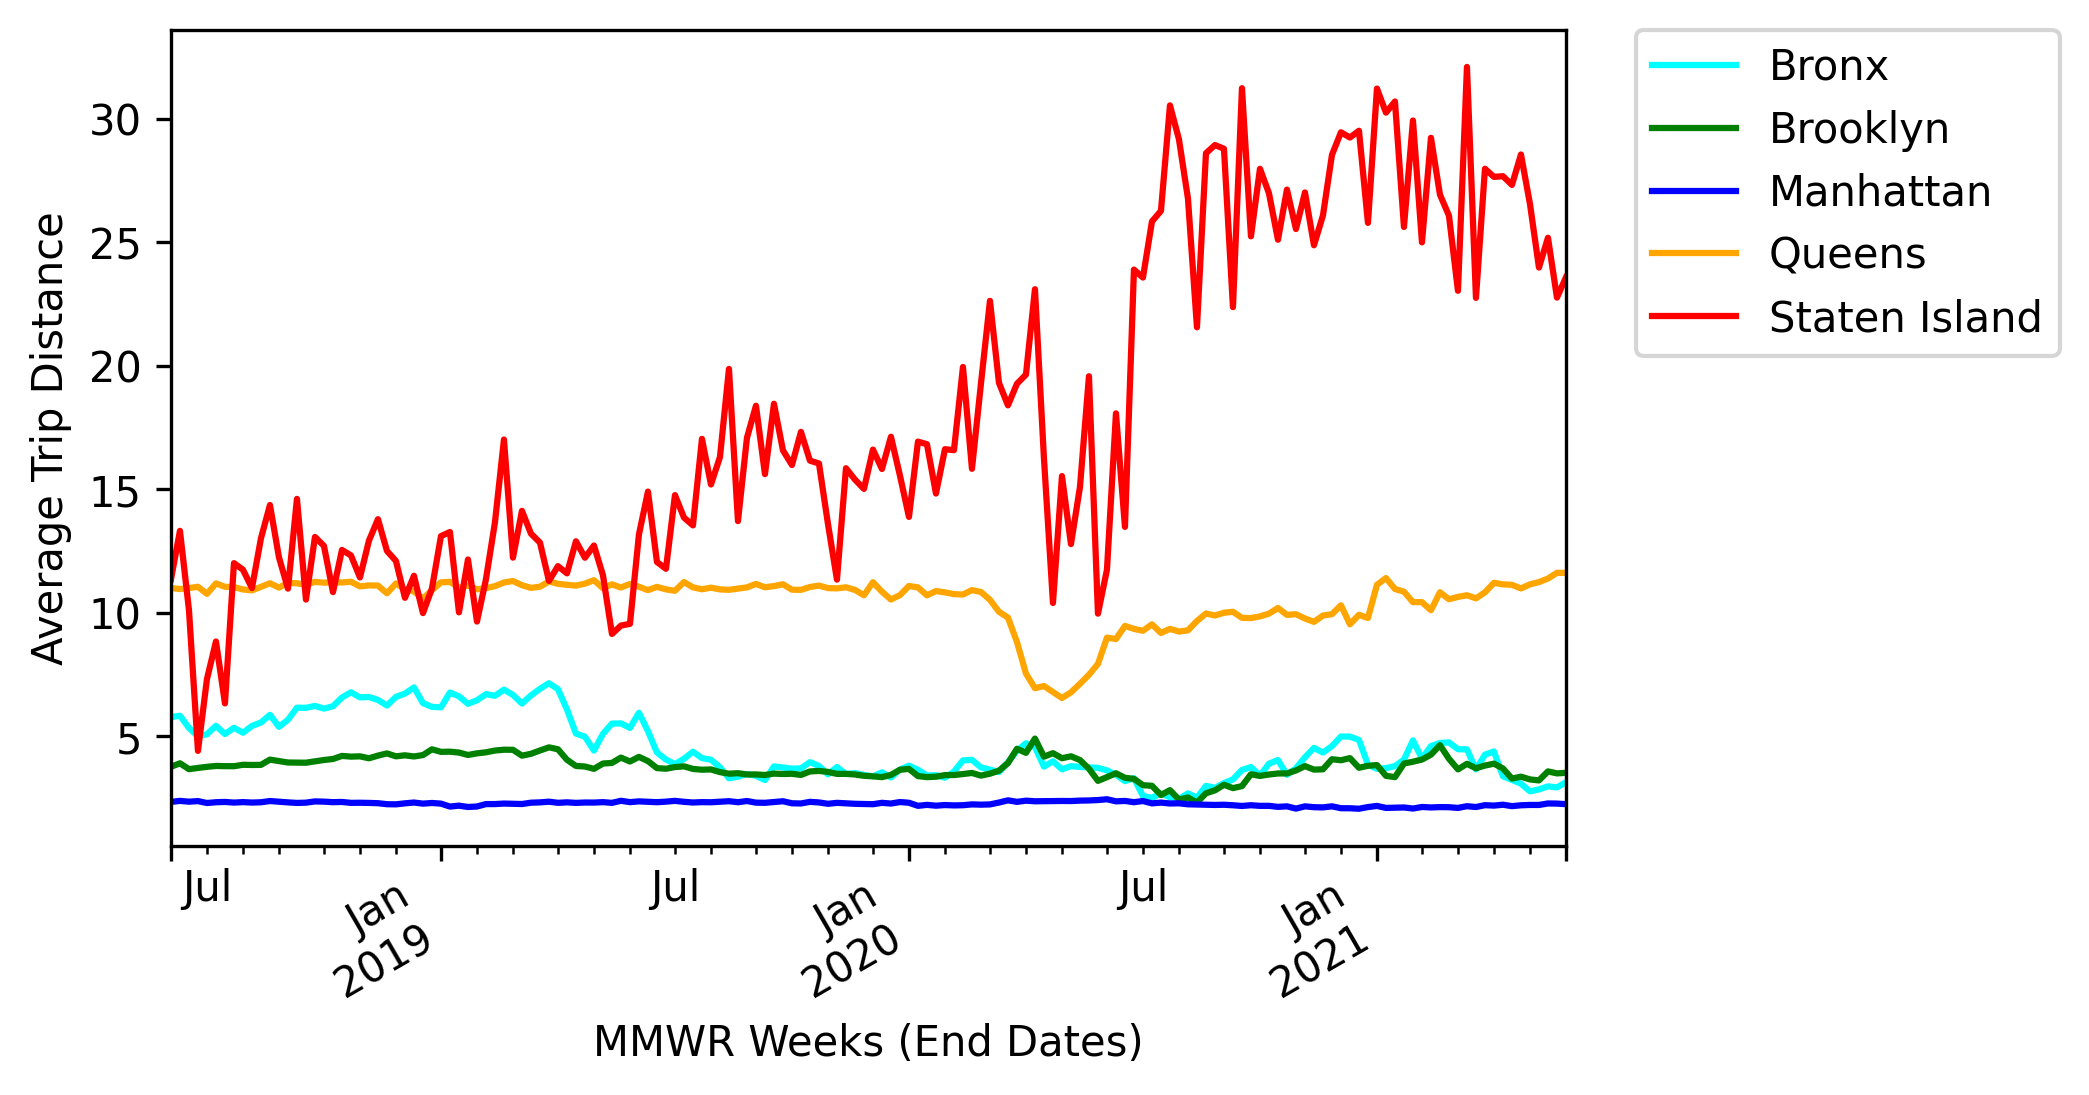 Average Trip Distance
30
25
20
15
10
5
Jul
Jan
2019
Jul
Jan
2020
Jul
Jan
2021
MMWR Weeks (End Dates)
Bronx
Brooklyn
Manhattan
Queens
Staten Island